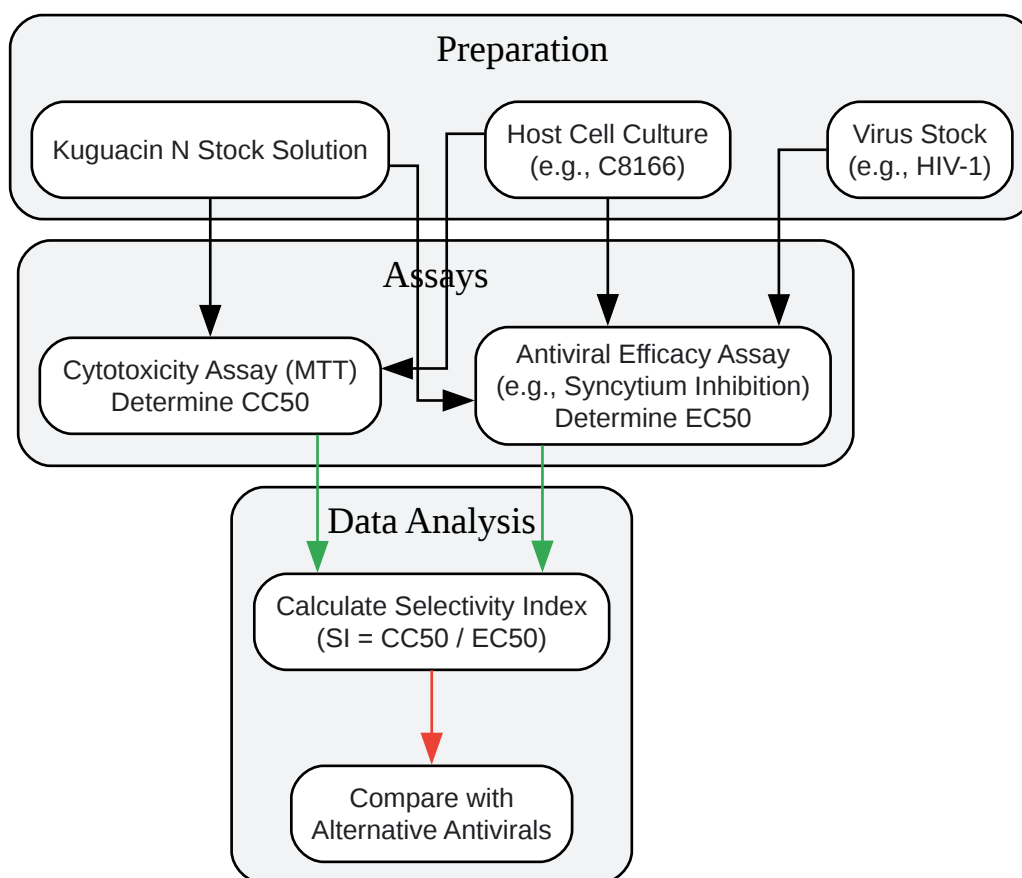 Preparation
Kuguacin N Stock Solution
Host Cell Culture
(e.g., C8166)
Virus Stock
(e.g., HIV-1)
Assays
Cytotoxicity Assay (MTT)
Determine CC50
Antiviral Efficacy Assay
(e.g., Syncytium Inhibition)
Determine EC50
Data Analysis
Calculate Selectivity Index
(SI = CC50 / EC50)
Compare with
Alternative Antivirals